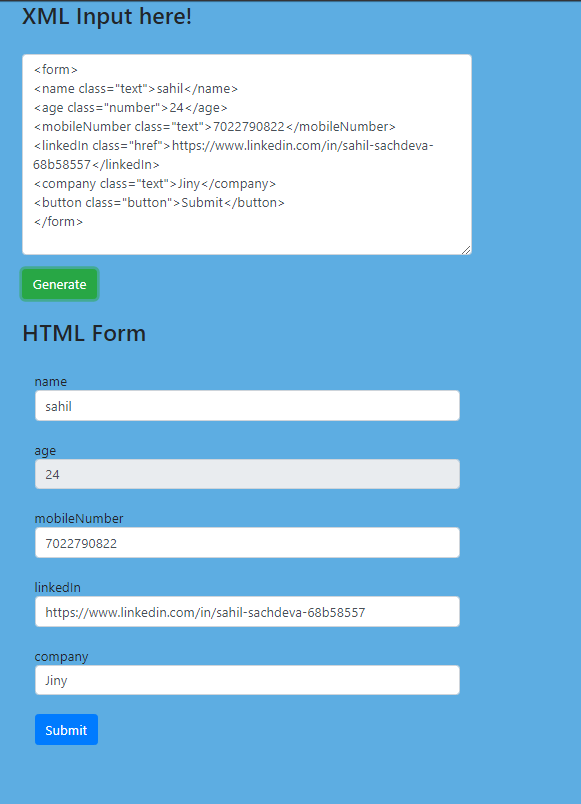 XML Input here!
<form>
<name class="text">sahil</name>
<age class="number">24</age>
<mobileNumber class="text">7022790822</mobileNumber>
<linkedIn class="href">https://www.linkedin.com/in/sahil-sachdeva-
68b58557</linkedIn>
<company class="text">Jiny</company>
<button class="button">Submit</button>
</form>
Generate
HTML Form
name
sahil
age
24
mobileNumber
7022790822
linkedIn
https://www.linkedin.com/in/sahil-sachdeva-68b58557
company
Jiny
Submit